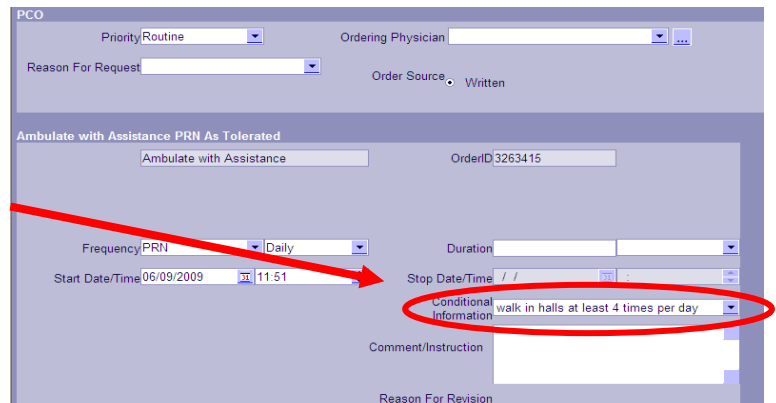 PCO
Priority Routine Ordering Physician ...
Reason For Request
Order Source Written
Ambulate with Assistance PRN As Tolerated
Ambulate with Assistance OrderID 3263415
Frequency PRN Daily Duration
Start Date/Time 06/09/2009 31 11:51 Stop Date/Time / / 31 :
Conditional
Information walk in halls at least 4 times per day
Comment/Instruction
Reason For Revision